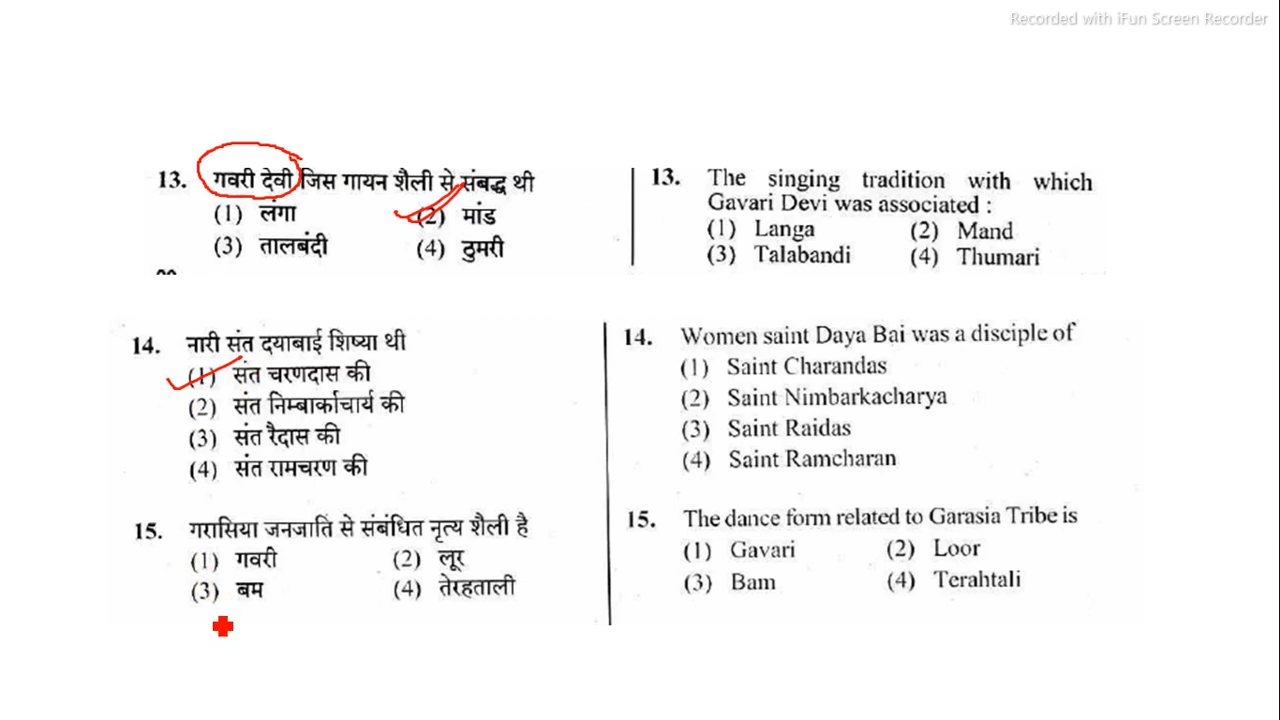 Recorded with iFun Screen Recorder
13. गवरी देवी जिस गायन शैली से संबद्ध थी
(1) लंगा (2) मांड
(3) तालबंदी (4) ठुमरी
13. The singing tradition with which
Gavari Devi was associated :
(1) Langa (2) Mand
(3) Talabandi (4) Thumari
14. नारी संत दयाबाई शिष्या थी
(1) संत चरणदास की
(2) संत निम्बार्काचार्य की
(3) संत रैदास की
(4) संत रामचरण की
14. Women saint Daya Bai was a disciple of
(1) Saint Charandas
(2) Saint Nimbarkacharya
(3) Saint Raidas
(4) Saint Ramcharan
15. गरासिया जनजाति से संबंधित नृत्य शैली है
(1) गवरी (2) लूर
(3) बम (4) तेरहताली
15. The dance form related to Garasia Tribe is
(1) Gavari (2) Loor
(3) Bam (4) Terahtali